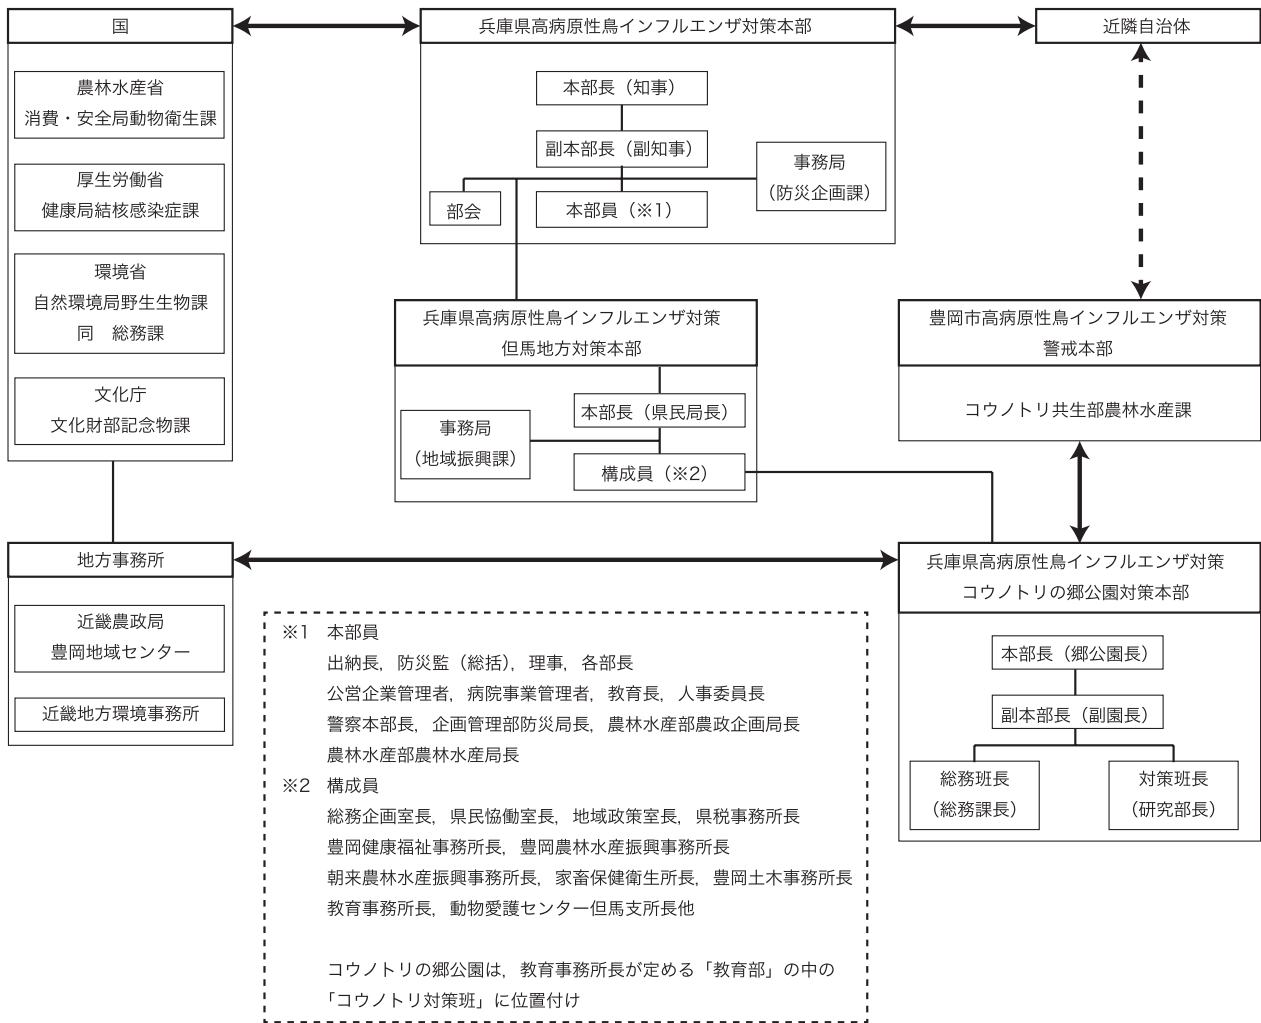 国
農林水産省
消費・安全局動物衛生課
厚生労働省
健康局結核感染症課
環境省
自然環境局野生生物課
同　総務課
文化庁
文化財部記念物課
地方事務所
近畿農政局
豊岡地域センター
近畿地方環境事務所
兵庫県高病原性鳥インフルエンザ対策本部
本部長（知事）
副本部長（副知事）
事務局
（防災企画課）
部会
本部員（※1）
近隣自治体
兵庫県高病原性鳥インフルエンザ対策
但馬地方対策本部
本部長（県民局長）
事務局
（地域振興課）
構成員（※2）
豊岡市高病原性鳥インフルエンザ対策
警戒本部
コウノトリ共生部農林水産課
兵庫県高病原性鳥インフルエンザ対策
コウノトリの郷公園対策本部
本部長（郷公園長）
副本部長（副園長）
総務班長
（総務課長）
対策班長
（研究部長）
※1　本部員
出納長，防災監（総括），理事，各部長
公営企業管理者，病院事業管理者，教育長，人事委員長
警察本部長，企画管理部防災局長，農林水産部農政企画局長
農林水産部農林水産局長
※2　構成員
総務企画室長，県民協働室長，地域政策室長，県税事務所長
豊岡健康福祉事務所長，豊岡農林水産振興事務所長
朝来農林水産振興事務所長，家畜保健衛生所長，豊岡土木事務所長
教育事務所長，動物愛護センター但馬支所長他
コウノトリの郷公園は，教育事務所長が定める「教育部」の中の
「コウノトリ対策班」に位置付け